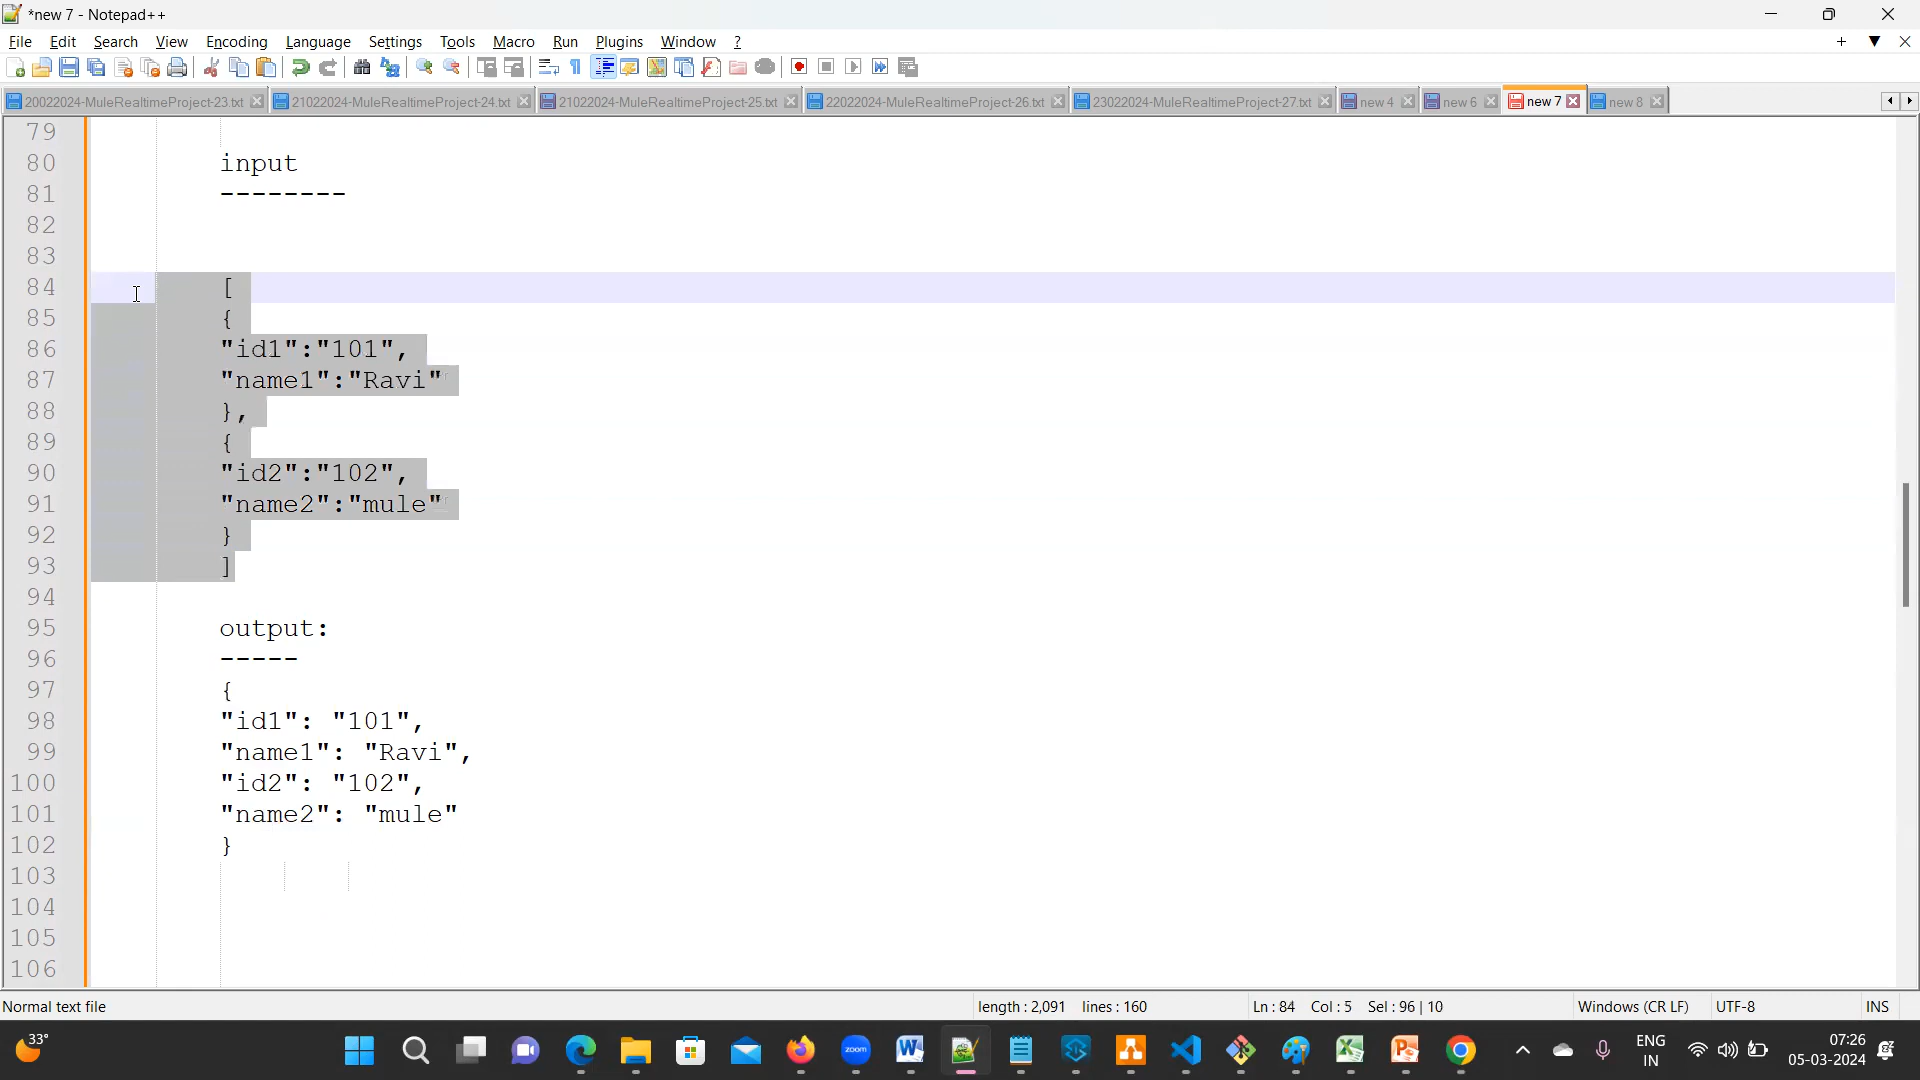 *new 7 - Notepad++
File Edit Search View Encoding Language Settings Tools Macro Run Plugins Window ?
20022024-MuleRealtimeProject-23.txt 21022024-MuleRealtimeProject-24.txt 21022024-MuleRealtimeProject-25.txt 22022024-MuleRealtimeProject-26.txt 23022024-MuleRealtimeProject-27.txt new 4 new 6 new 7 new 8
79
80 input
81 --------
82
83
84 [
85 {
86 "id1":"101",
87 "name1":"Ravi"
88 },
89 {
90 "id2":"102",
91 "name2":"mule"
92 }
93 ]
94
95 output:
96 -----
97 {
98 "id1": "101",
99 "name1": "Ravi",
100 "id2": "102",
101 "name2": "mule"
102 }
103
104
105
106
Normal text file length : 2,091 lines : 160 Ln : 84 Col : 5 Sel : 96 | 10 Windows (CR LF) UTF-8 INS
33° zoom ENG 07:26
IN 05-03-2024